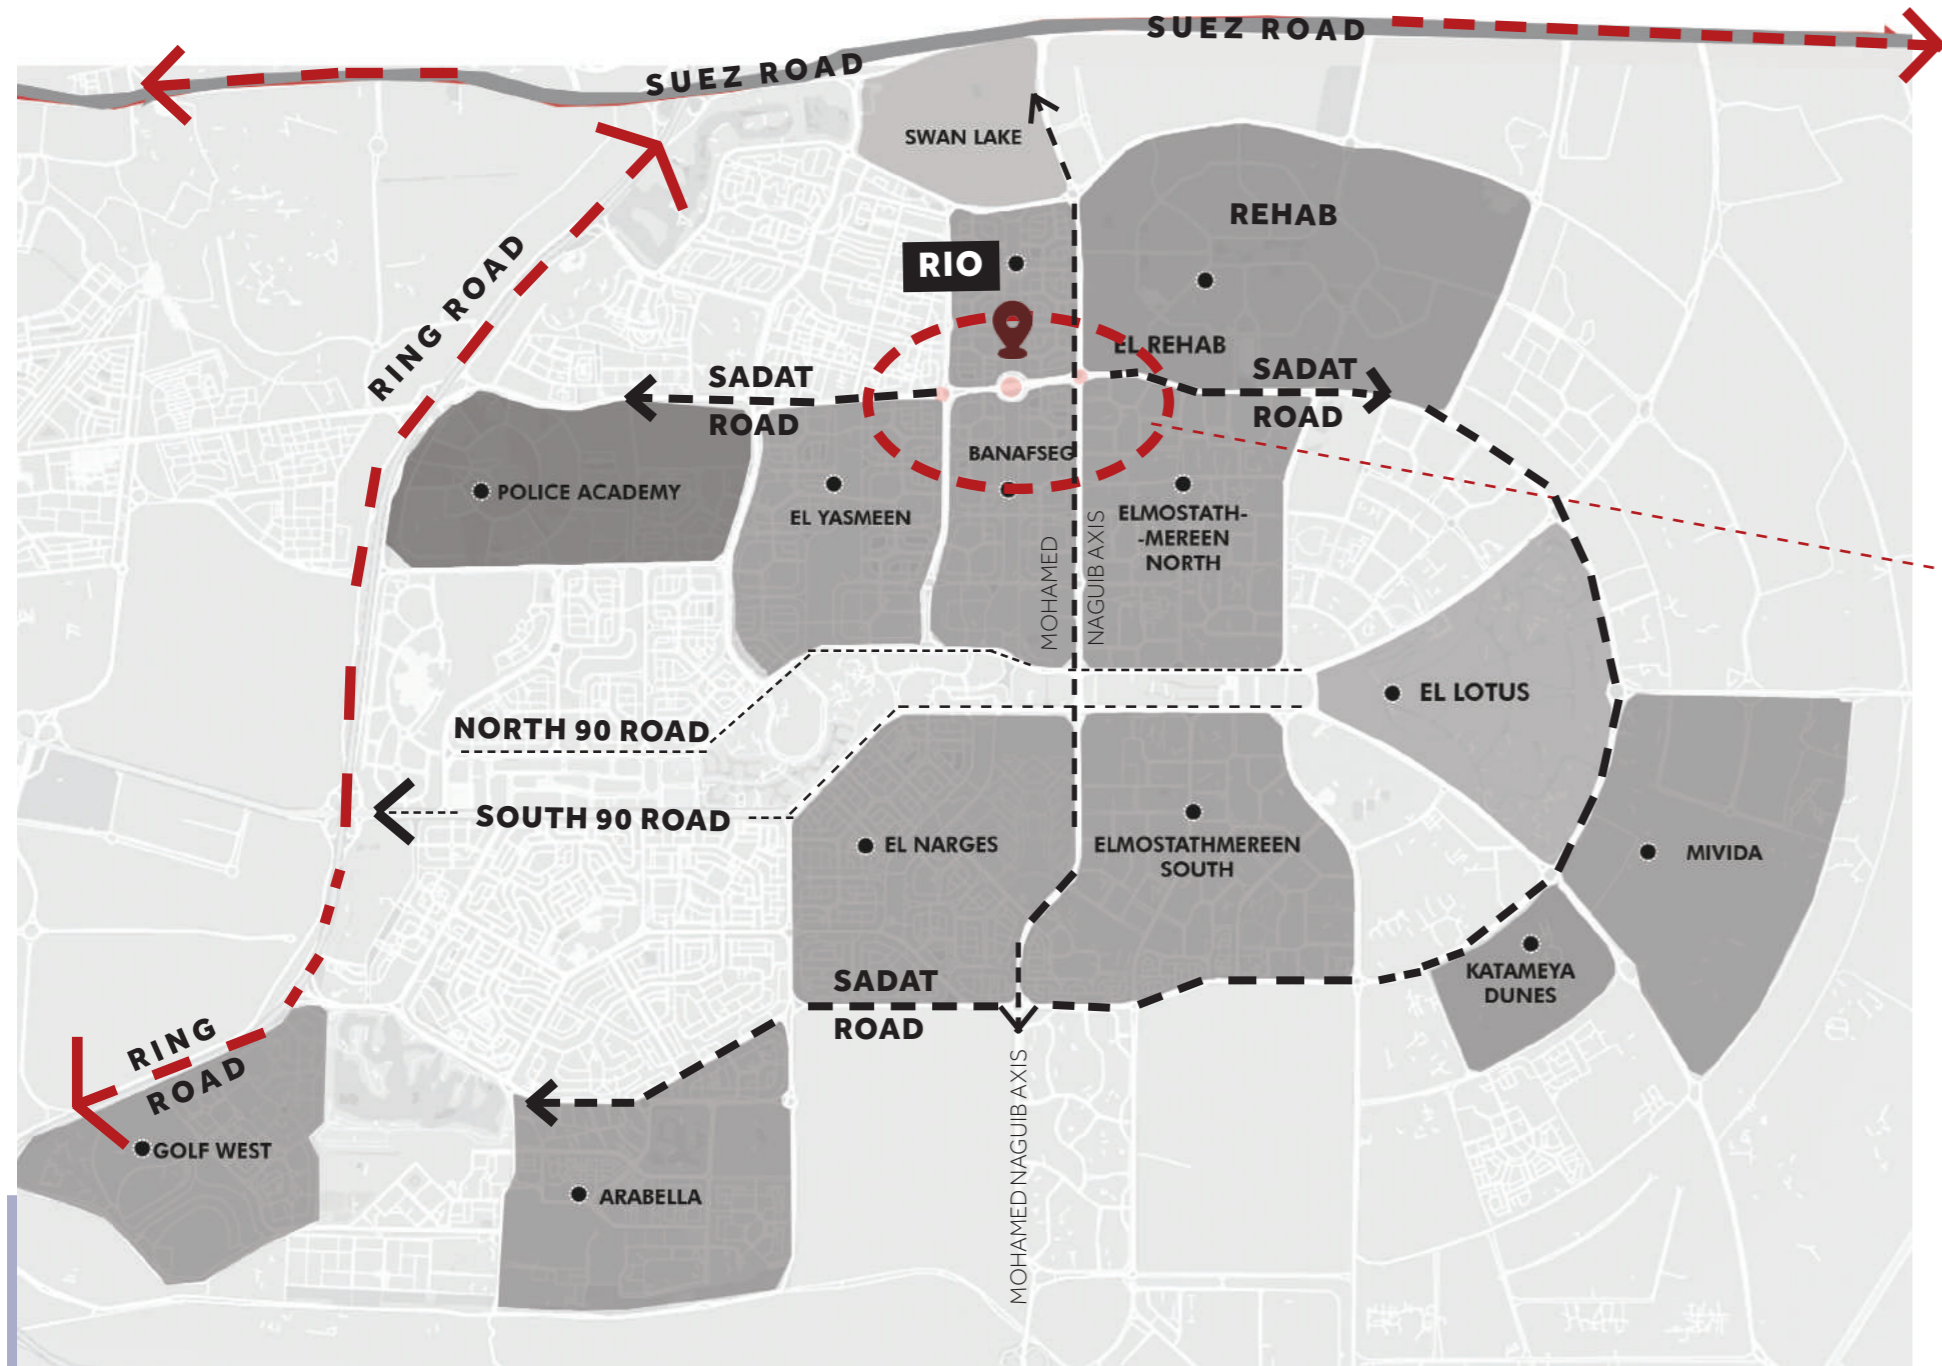 SUEZ ROAD
SUEZ ROAD
SWAN LAKE
REHAB
RIO
RING ROAD
EL REHAB
SADAT
ROAD
SADAT
ROAD
BANAFSEG
POLICE ACADEMY
EL YASMEEN
ELMOSTATH-
-MEREEN
NORTH
MOHAMED
NAGUIB AXIS
EL LOTUS
NORTH 90 ROAD
SOUTH 90 ROAD
EL NARGES
ELMOSTATHMEREEN
SOUTH
MIVIDA
KATAMEYA
DUNES
SADAT
ROAD
RING
ROAD
MOHAMED NAGUIB AXIS
GOLF WEST
ARABELLA